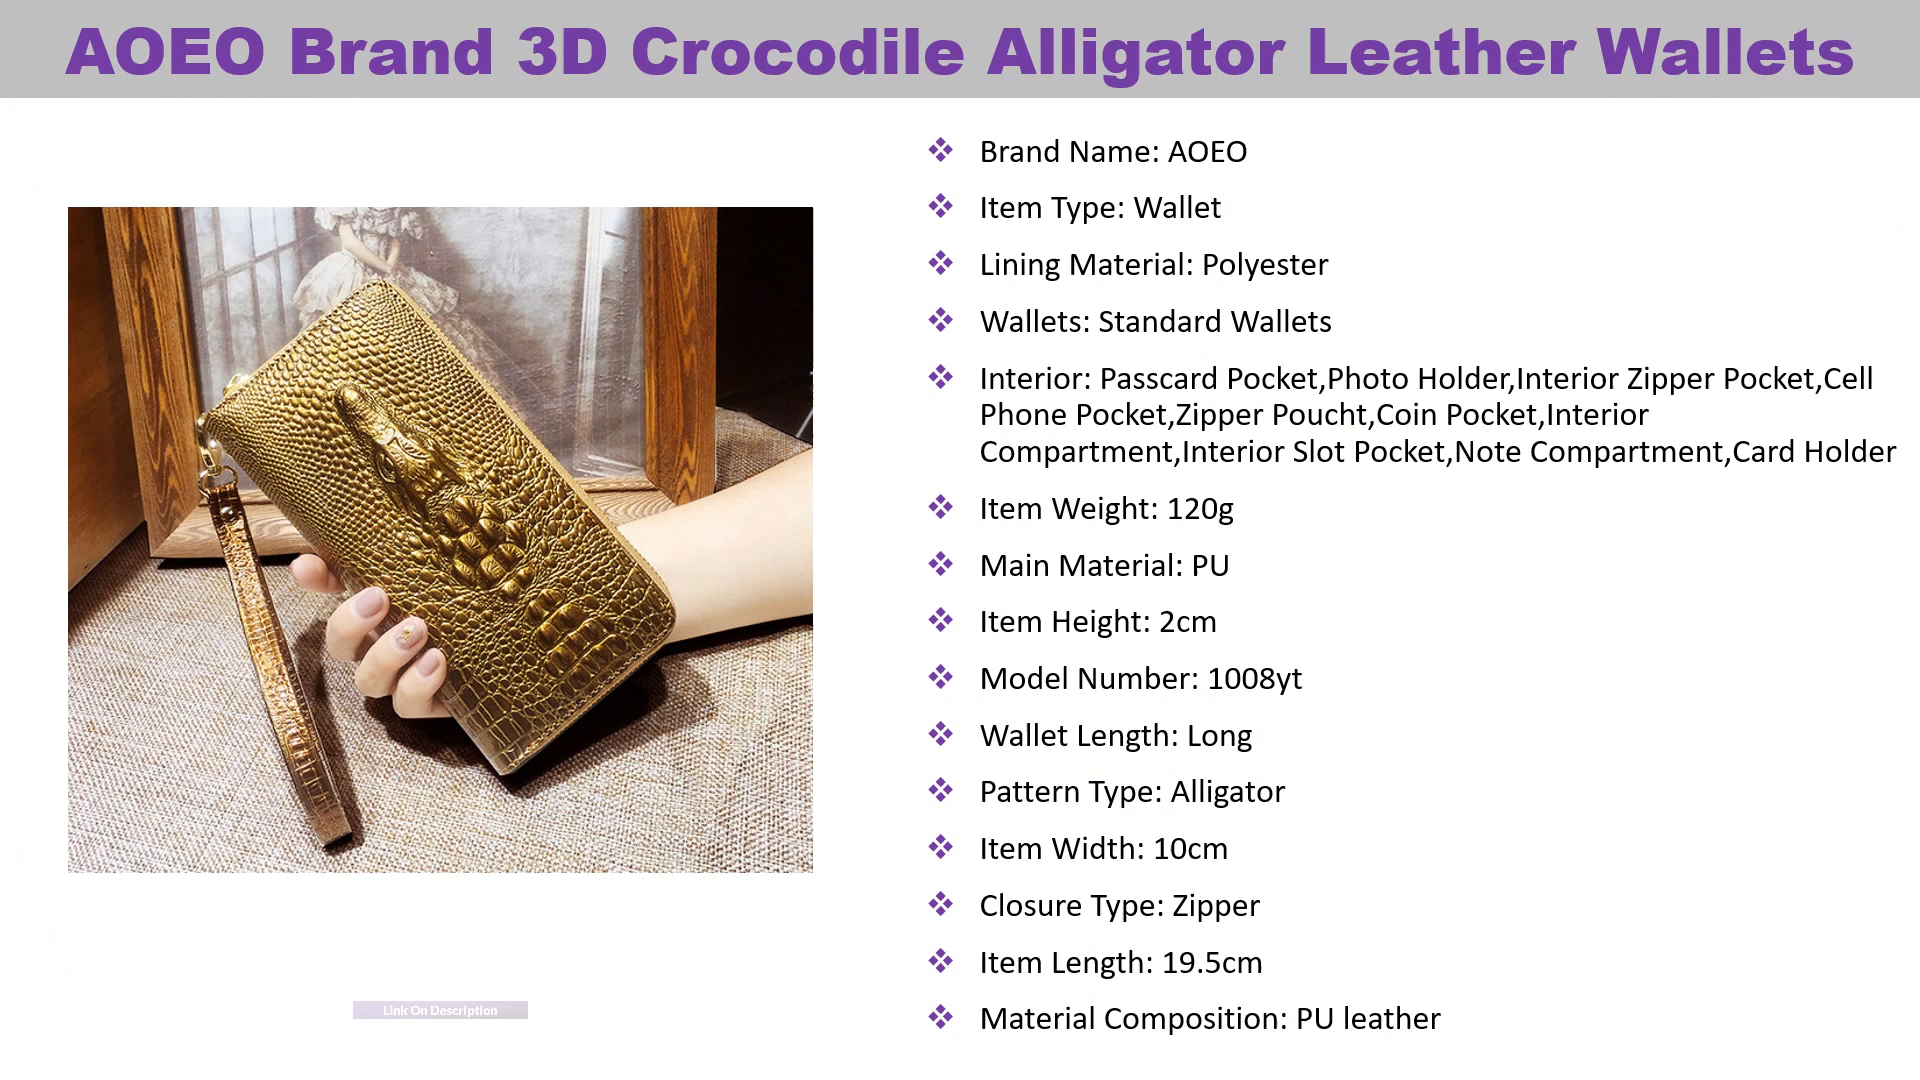 AOEO Brand 3D Crocodile Alligator Leather Wallets
Brand Name: AOEO
Item Type: Wallet
Lining Material: Polyester
Wallets: Standard Wallets
Interior: Passcard Pocket,Photo Holder,Interior Zipper Pocket,Cell
Phone Pocket,Zipper Poucht,Coin Pocket,Interior
Compartment,Interior Slot Pocket,Note Compartment,Card Holder
Item Weight: 120g
Main Material: PU
Item Height: 2cm
Model Number: 1008yt
Wallet Length: Long
Pattern Type: Alligator
Item Width: 10cm
Closure Type: Zipper
Item Length: 19.5cm
Material Composition: PU leather
Link On Description